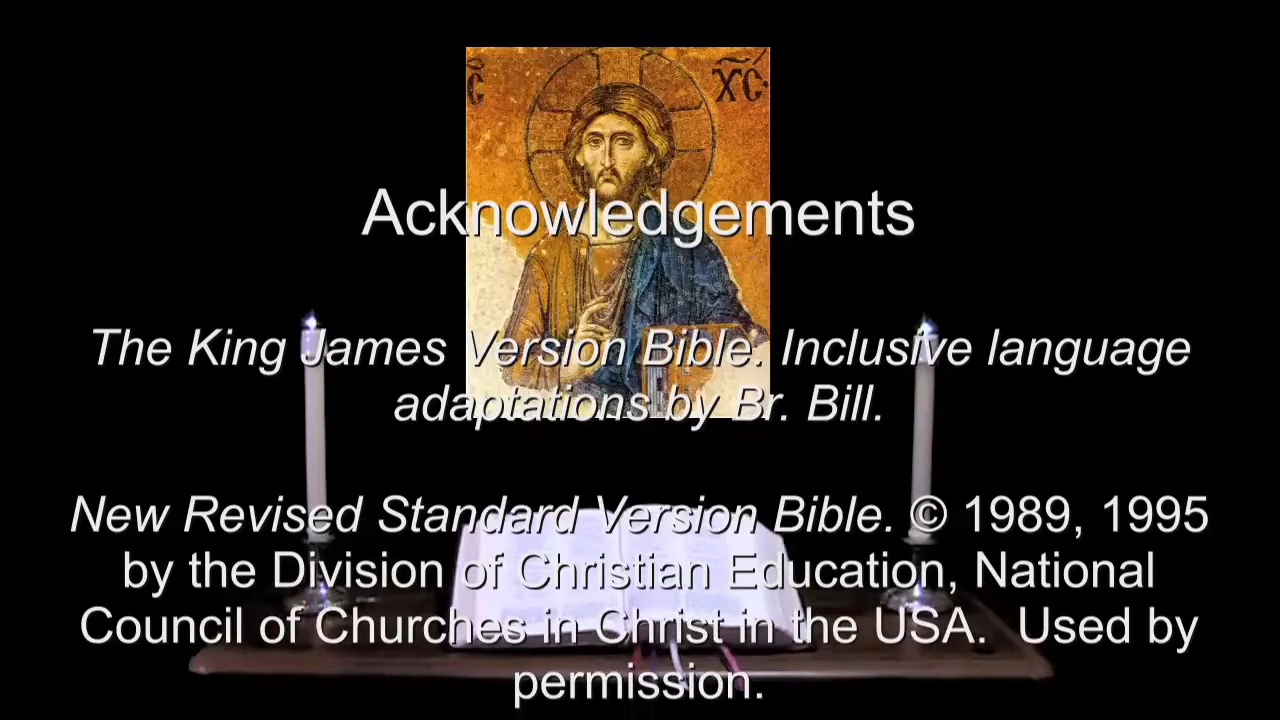 C XC
Acknowledgements
The King James Version Bible. Inclusive language
adaptations by Br. Bill.
New Revised Standard Version Bible. © 1989, 1995
by the Division of Christian Education, National
Council of Churches in Christ in the USA.  Used by
permission.